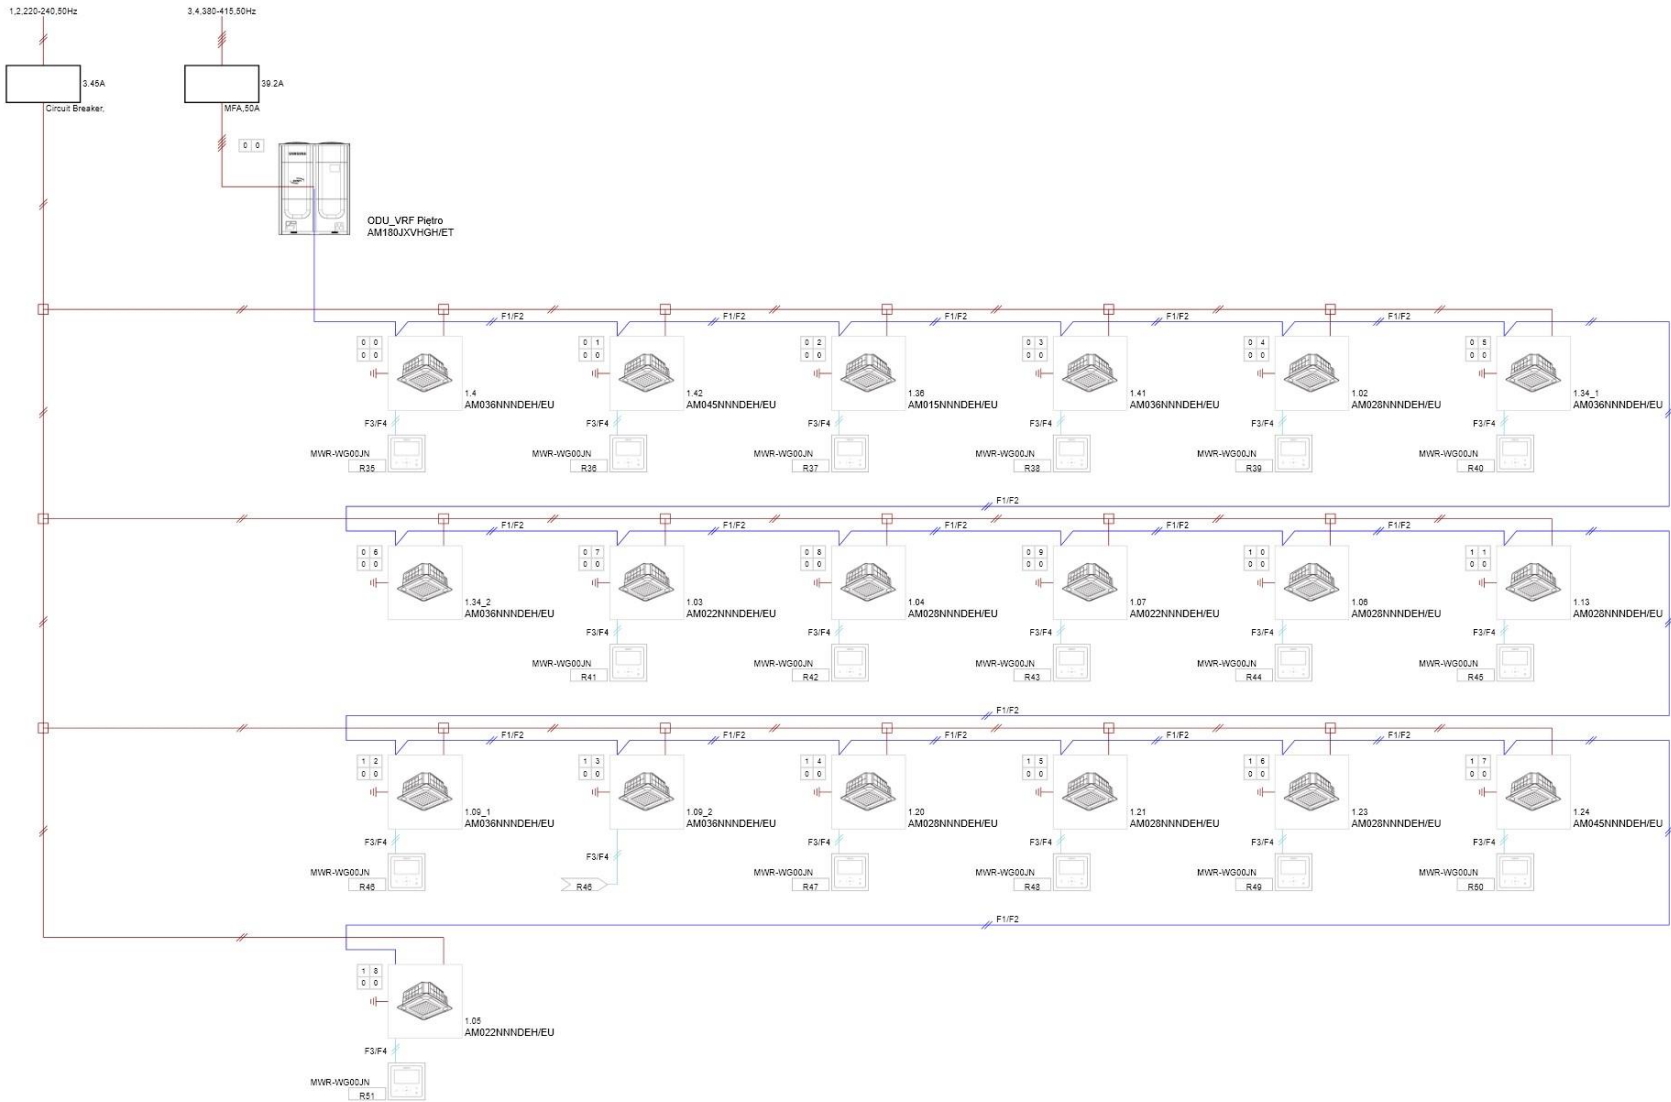 1,2,220-240,50Hz
3,4,380-415,50Hz
3.45A
39.2A
Circuit Breaker,
MFA,50A
0 0
SAMSUNG
ODU_VRF Piętro
AM180JXVHGH/ET
F1/F2 F1/F2 F1/F2 F1/F2 F1/F2
0 0 0 1 0 2 0 3 0 4 0 5
0 0 0 0 0 0 0 0 0 0 0 0
1.4 1.42 1.36 1.41 1.02 1.34_1
AM036NNNDEH/EU AM045NNNDEH/EU AM015NNNDEH/EU AM036NNNDEH/EU AM028NNNDEH/EU AM036NNNDEH/EU
F3/F4 F3/F4 F3/F4 F3/F4 F3/F4 F3/F4
MWR-WG00JN MWR-WG00JN MWR-WG00JN MWR-WG00JN MWR-WG00JN MWR-WG00JN
R35 R36 R37 R38 R39 R40
F1/F2
F1/F2 F1/F2 F1/F2 F1/F2 F1/F2
0 6 0 7 0 8 0 9 1 0 1 1
0 0 0 0 0 0 0 0 0 0 0 0
1.34_2 1.03 1.04 1.07 1.06 1.13
AM036NNNDEH/EU AM022NNNDEH/EU AM028NNNDEH/EU AM022NNNDEH/EU AM028NNNDEH/EU AM028NNNDEH/EU
F3/F4 F3/F4 F3/F4 F3/F4 F3/F4
MWR-WG00JN MWR-WG00JN MWR-WG00JN MWR-WG00JN MWR-WG00JN
R41 R42 R43 R44 R45
F1/F2
F1/F2 F1/F2 F1/F2 F1/F2 F1/F2
1 2 1 3 1 4 1 5 1 6 1 7
0 0 0 0 0 0 0 0 0 0 0 0
1.09_1 1.09_2 1.20 1.21 1.23 1.24
AM036NNNDEH/EU AM036NNNDEH/EU AM028NNNDEH/EU AM028NNNDEH/EU AM028NNNDEH/EU AM045NNNDEH/EU
F3/F4 F3/F4 F3/F4 F3/F4 F3/F4
F3/F4
MWR-WG00JN MWR-WG00JN MWR-WG00JN MWR-WG00JN MWR-WG00JN
R46 R46 R47 R48 R49 R50
F1/F2
1 8
0 0
1.05
AM022NNNDEH/EU
F3/F4
MWR-WG00JN
R51